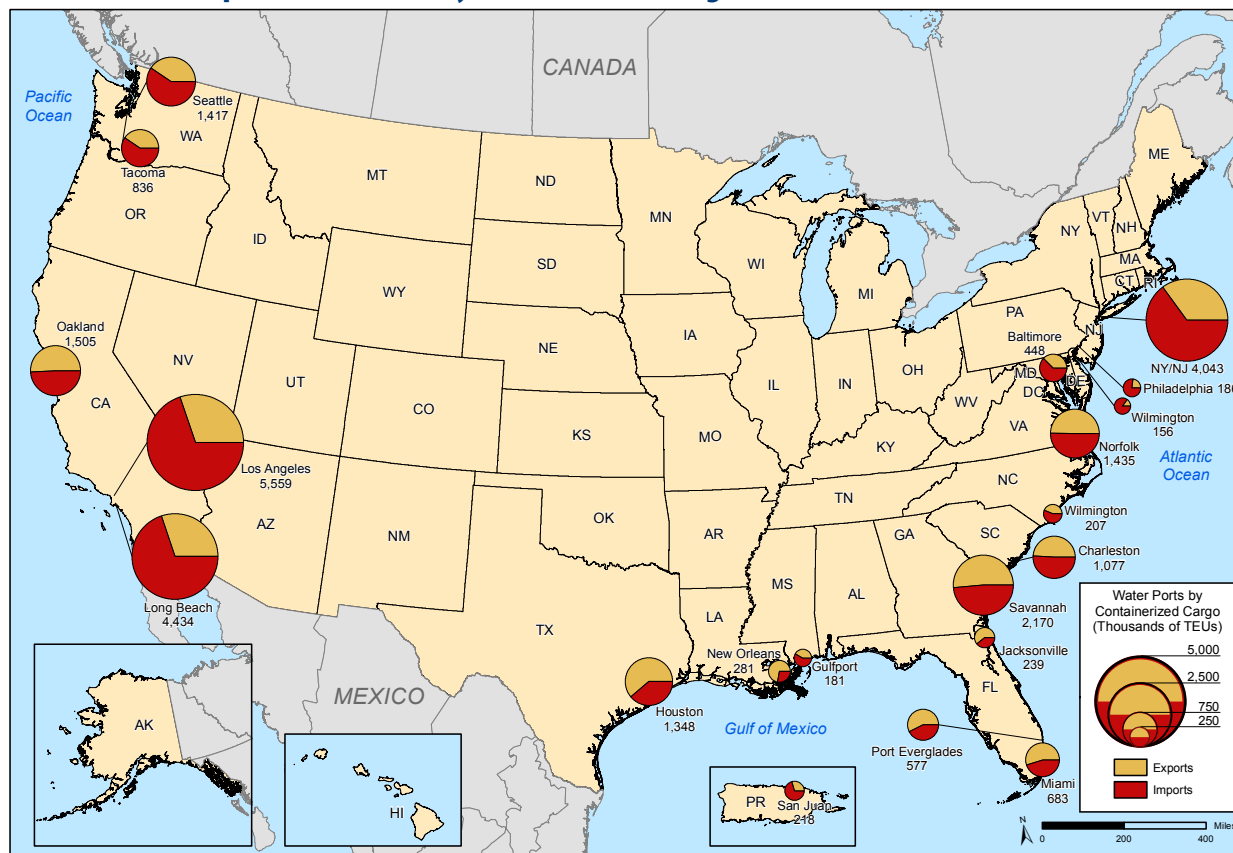 CANADA
Pacific
Ocean
Seattle
1,417
WA
Tacoma
836
MT
ND
ME
OR
MN
VT
NH
NY
ID
SD
WI
MA
CT
RI
WY
MI
Oakland
1,505
IA
PA
NJ
Baltimore
448
NE
NY/NJ 4,043
NV
OH
MD
DE
Philadelphia 186
UT
IL
IN
DC
CA
CO
WV
Wilmington
156
KS
MO
VA
KY
Norfolk
1,435
Atlantic
Ocean
Los Angeles
5,559
NC
TN
OK
Wilmington
207
AZ
NM
AR
SC
GA
Charleston
1,077
MS
AL
Long Beach
4,434
Savannah
2,170
LA
TX
Jacksonville
239
New Orleans
281
Gulfport
181
FL
MEXICO
Houston
1,348
Gulf of Mexico
Port Everglades
577
Miami
683
AK
HI
PR
San Juan
218
Water Ports by
Containerized Cargo
(Thousands of TEUs)
5,000
2,500
750
250
Exports
Imports
N
Miles
0
200
400